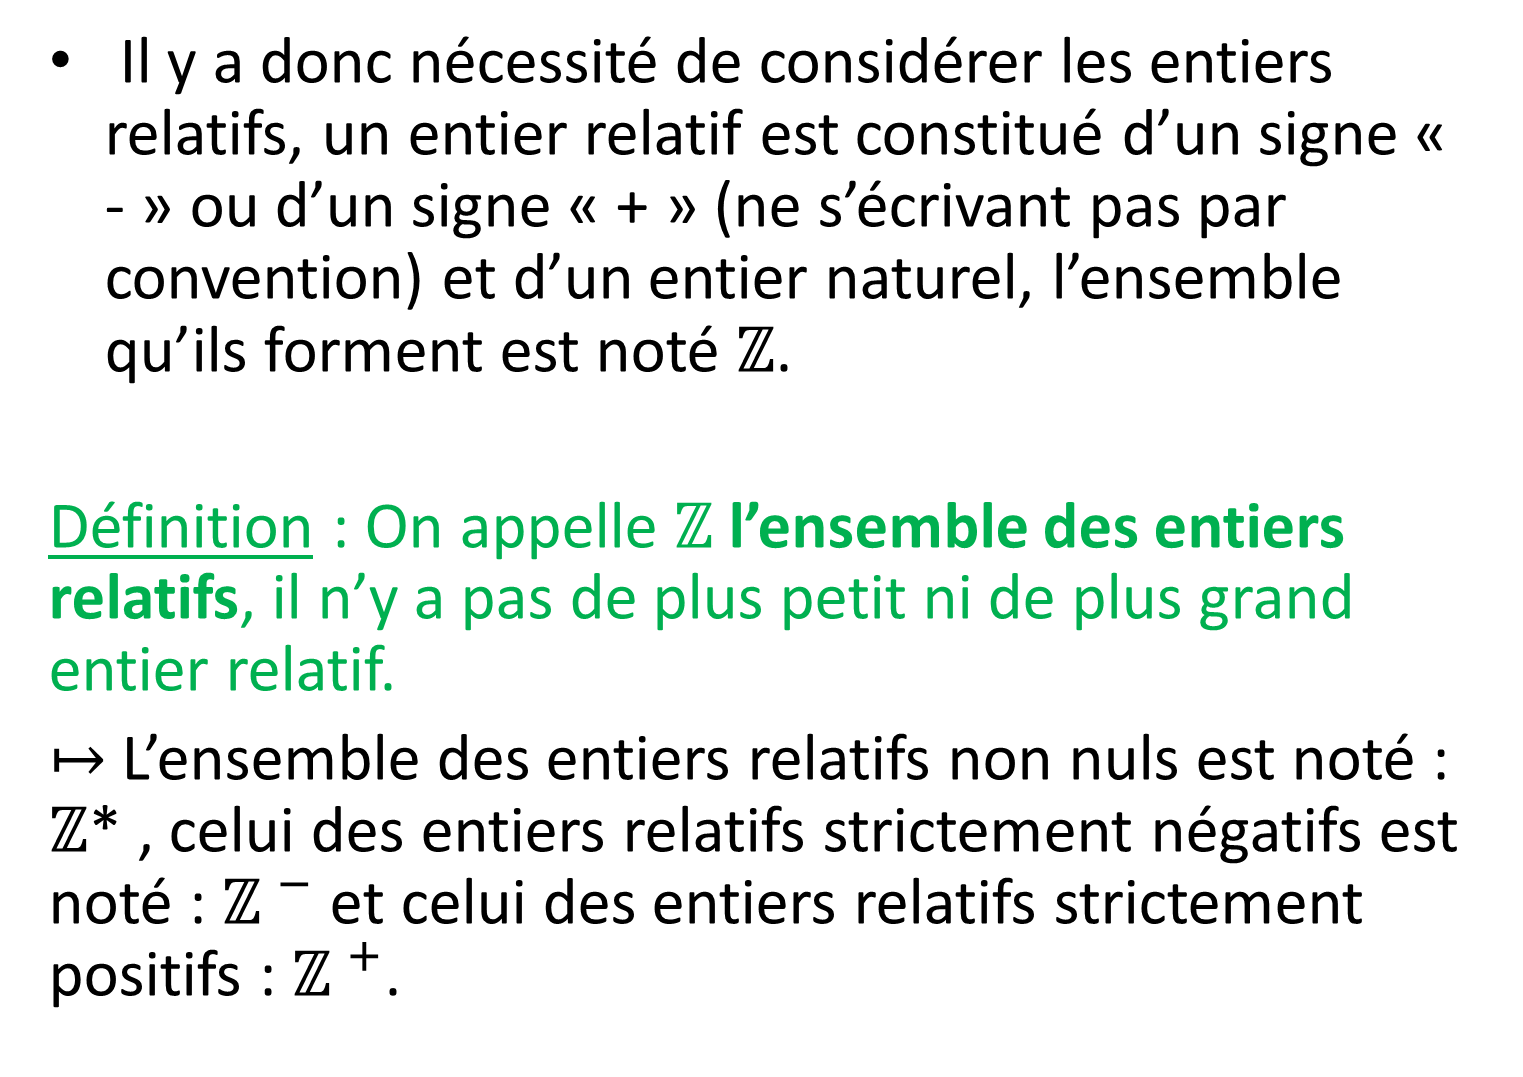 • Il y a donc nécessité de considérer les entiers
relatifs, un entier relatif est constitué d’un signe «
- » ou d’un signe « + » (ne s’écrivant pas par
convention) et d’un entier naturel, l’ensemble
qu’ils forment est noté ℤ.
Définition : On appelle ℤ l’ensemble des entiers
relatifs, il n’y a pas de plus petit ni de plus grand
entier relatif.
↦ L’ensemble des entiers relatifs non nuls est noté :
ℤ* , celui des entiers relatifs strictement négatifs est
noté : ℤ ⁻ et celui des entiers relatifs strictement
positifs : ℤ ⁺.